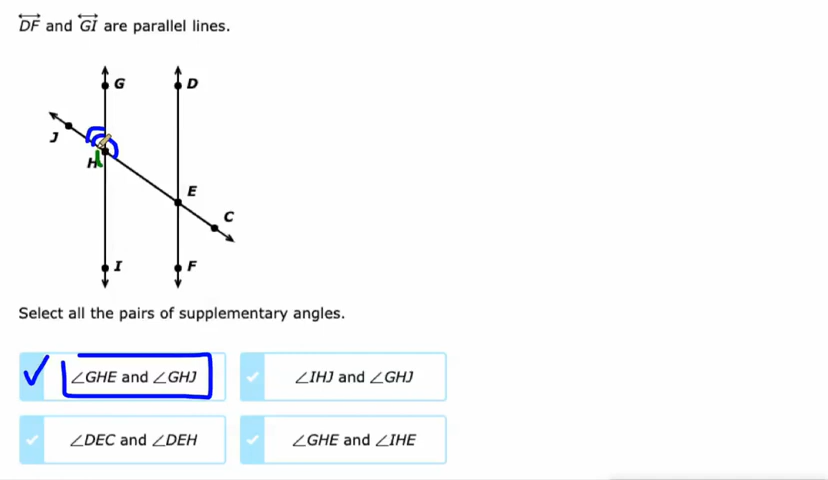 DF and GI are parallel lines.
G
D
J
H
E
C
I
F
Select all the pairs of supplementary angles.
∠GHE and ∠GHJ
∠IHJ and ∠GHJ
∠DEC and ∠DEH
∠GHE and ∠IHE